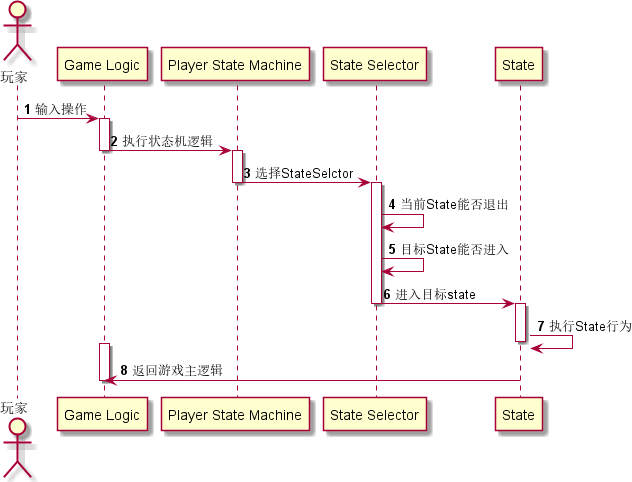 玩家
Game Logic
Player State Machine
State Selector
State
1 输入操作
2 执行状态机逻辑
3 选择StateSelctor
4 当前State能否退出
5 目标State能否进入
6 进入目标state
7 执行State行为
8 返回游戏主逻辑
玩家
Game Logic
Player State Machine
State Selector
State